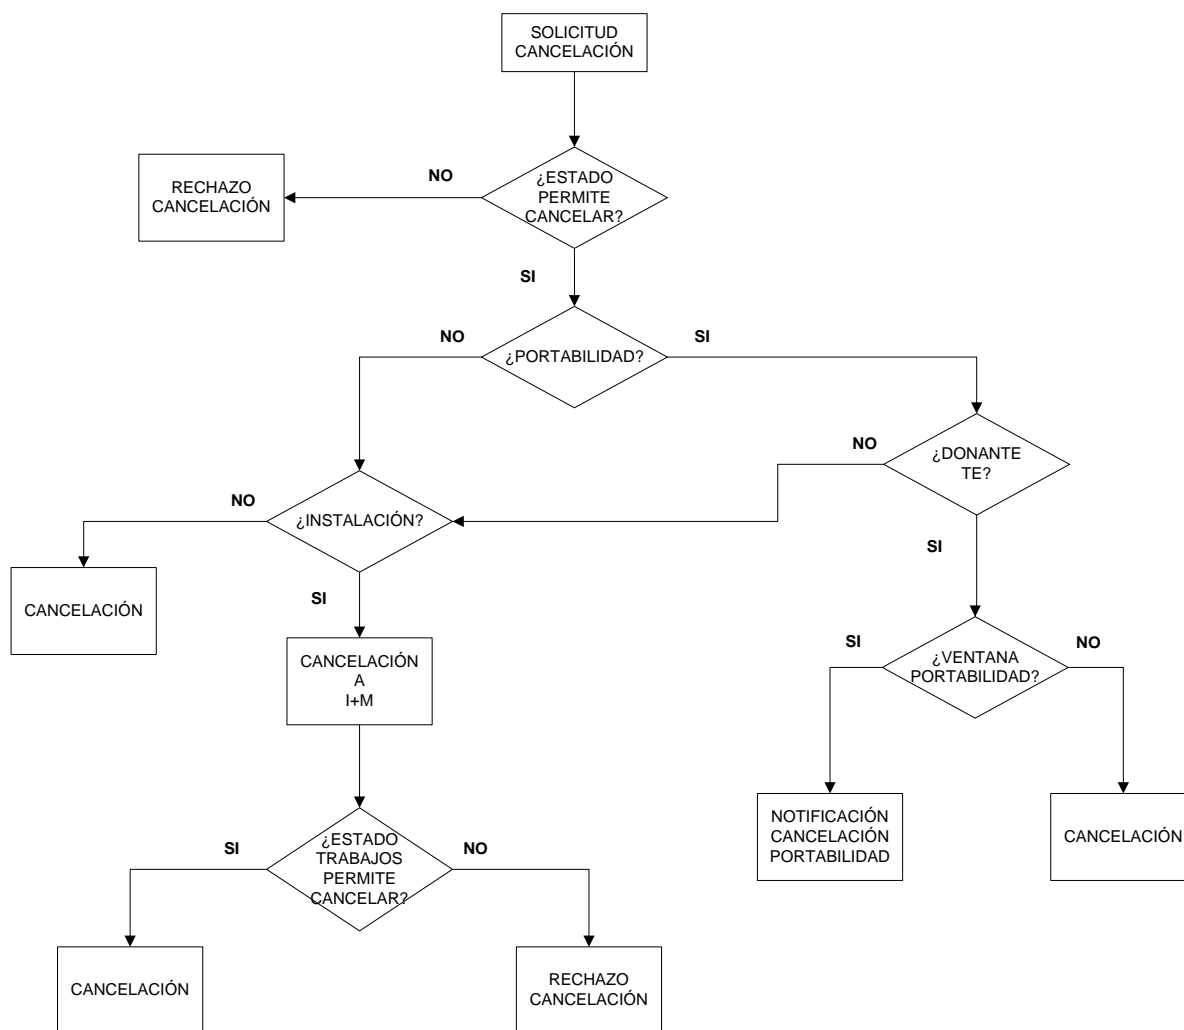 SOLICITUD
CANCELACIÓN
NO
¿ESTADO
PERMITE
CANCELAR?
RECHAZO
CANCELACIÓN
SI
NO
¿PORTABILIDAD?
SI
NO
¿DONANTE
TE?
NO
¿INSTALACIÓN?
SI
CANCELACIÓN
SI
CANCELACIÓN
A
I+M
SI
¿VENTANA
PORTABILIDAD?
NO
NOTIFICACIÓN
CANCELACIÓN
PORTABILIDAD
CANCELACIÓN
SI
¿ESTADO
TRABAJOS
PERMITE
CANCELAR?
NO
CANCELACIÓN
RECHAZO
CANCELACIÓN